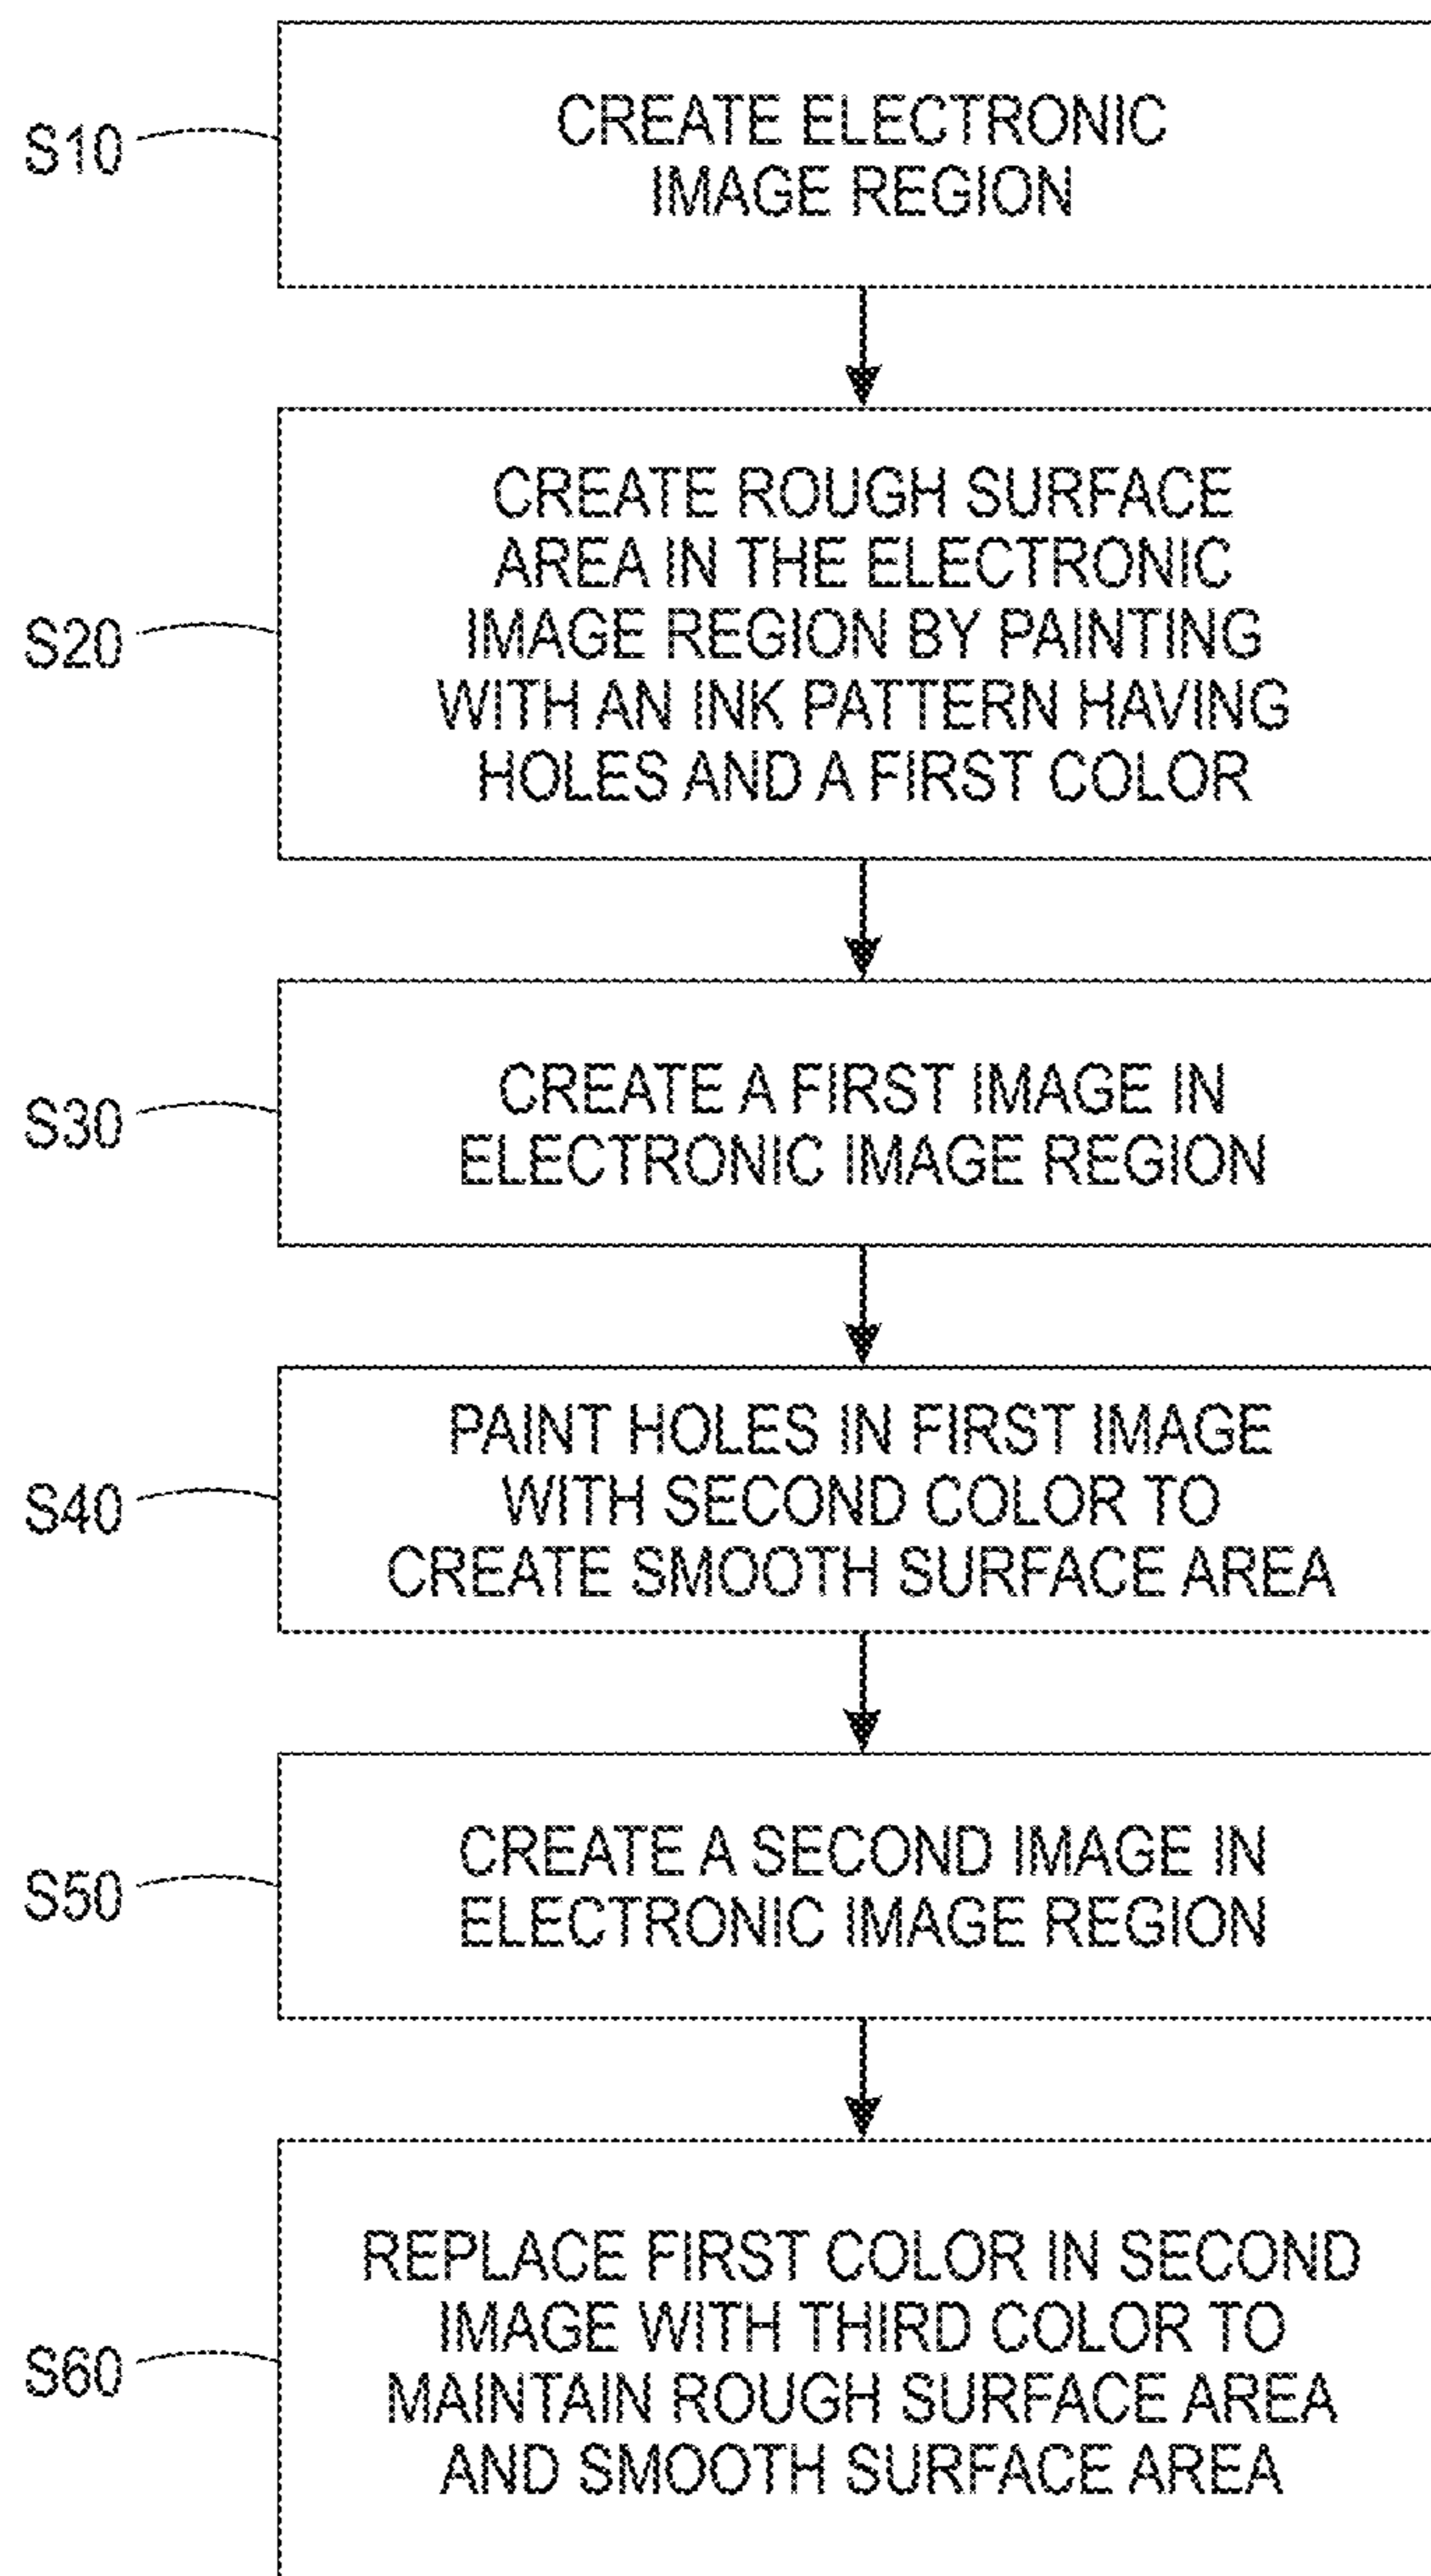 S10
CREATE ELECTRONIC
IMAGE REGION
S20
CREATE ROUGH SURFACE
AREA IN THE ELECTRONIC
IMAGE REGION BY PAINTING
WITH AN INK PATTERN HAVING
HOLES AND A FIRST COLOR
S30
CREATE A FIRST IMAGE IN
ELECTRONIC IMAGE REGION
S40
PAINT HOLES IN FIRST IMAGE
WITH SECOND COLOR TO
CREATE SMOOTH SURFACE AREA
S50
CREATE A SECOND IMAGE IN
ELECTRONIC IMAGE REGION
S60
REPLACE FIRST COLOR IN SECOND
IMAGE WITH THIRD COLOR TO
MAINTAIN ROUGH SURFACE AREA
AND SMOOTH SURFACE AREA